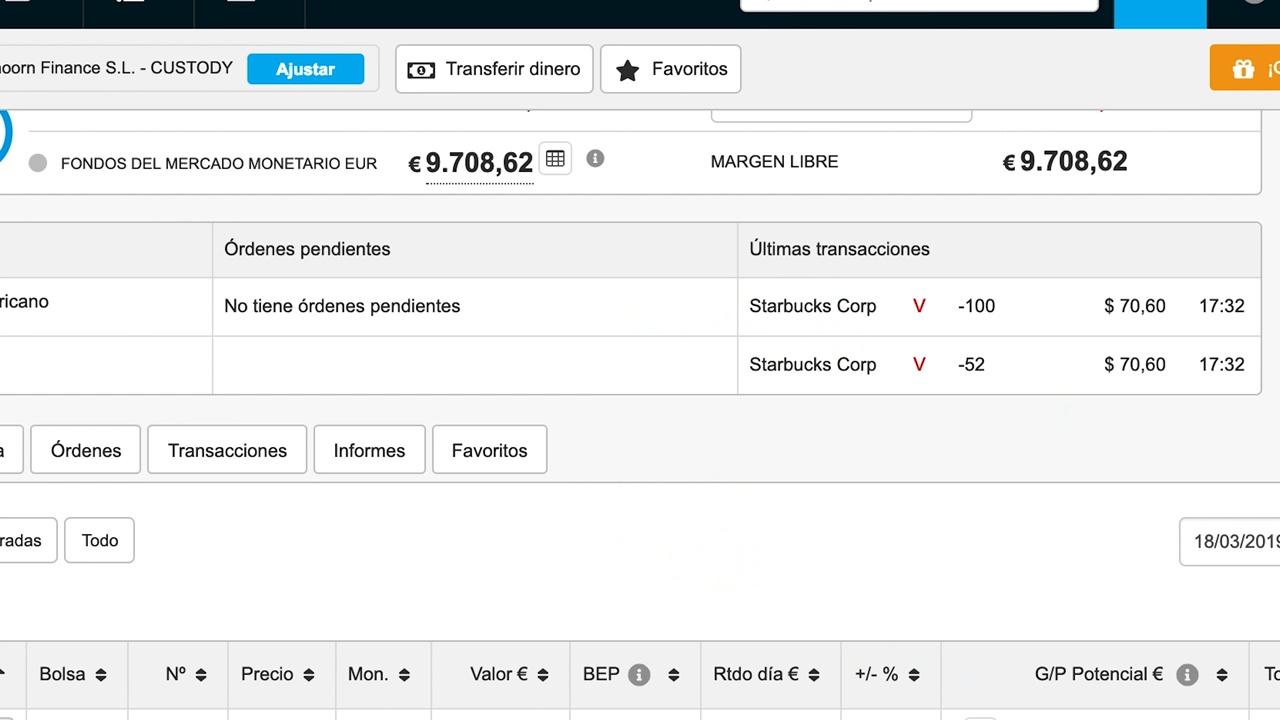 oorn Finance S.L. - CUSTODY Ajustar Transferir dinero Favoritos
FONDOS DEL MERCADO MONETARIO EUR € 9.708,62 MARGEN LIBRE € 9.708,62
Órdenes pendientes Últimas transacciones
ricano No tiene órdenes pendientes Starbucks Corp V -100 $ 70,60 17:32
Starbucks Corp V -52 $ 70,60 17:32
a Órdenes Transacciones Informes Favoritos
radas Todo 18/03/2019
Bolsa Nº Precio Mon. Valor € BEP Rtdo día € +/- % G/P Potencial € To